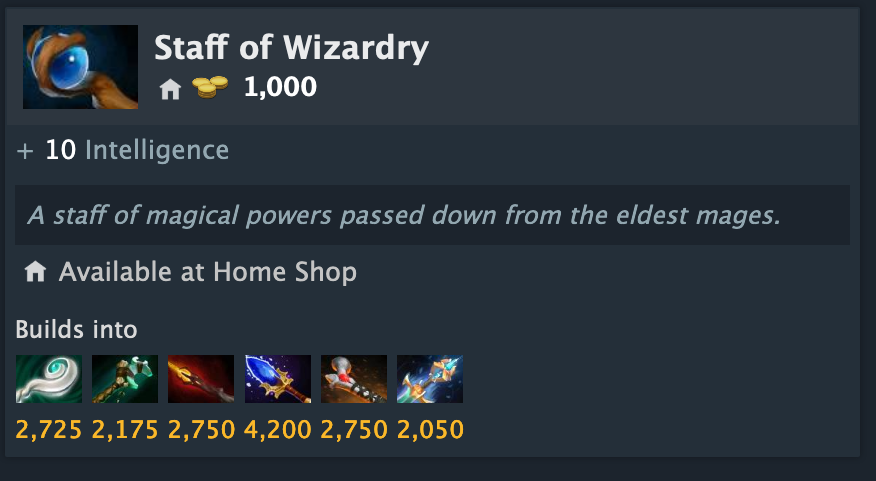 Staff of Wizardry
1,000
+ 10 Intelligence
A staff of magical powers passed down from the eldest mages.
Available at Home Shop
Builds into
2,725 2,175 2,750 4,200 2,750 2,050